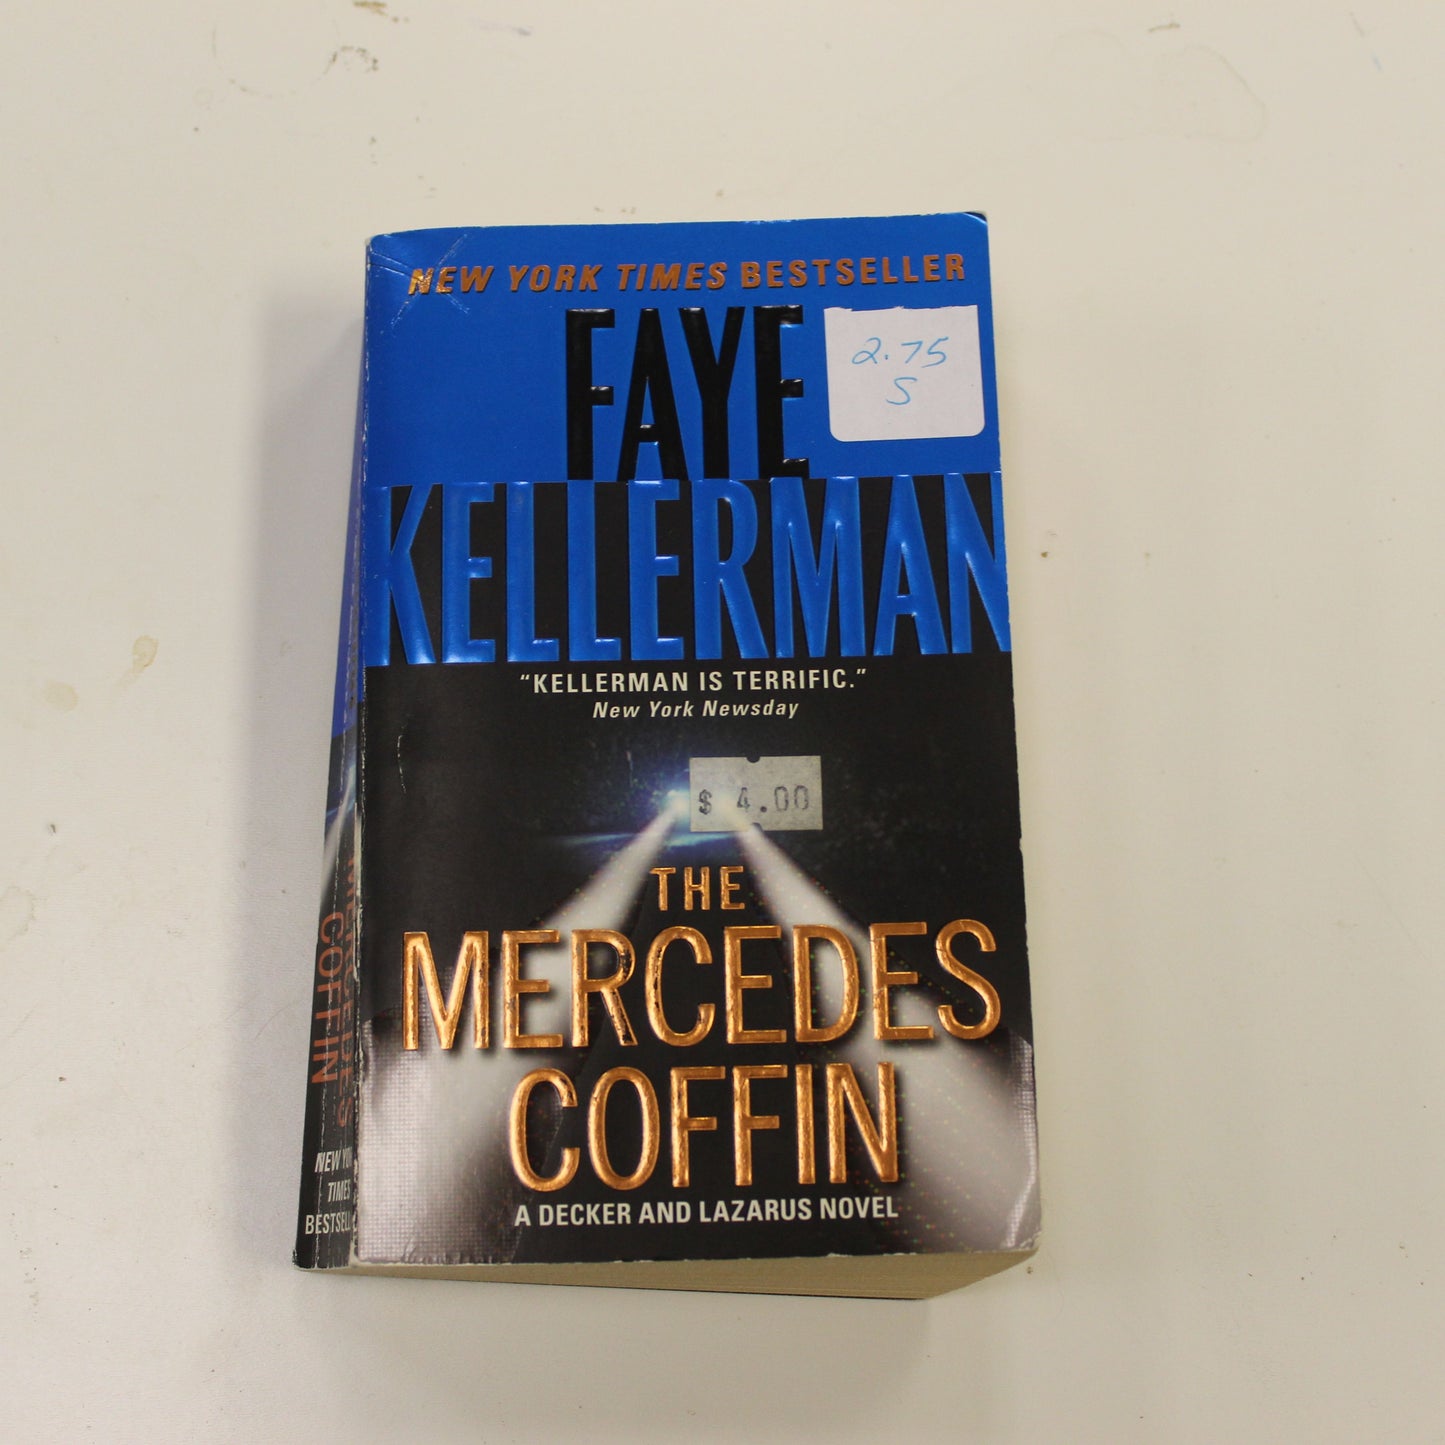 NEW YORK TIMES BESTSELLER
FAYE
2.75
S
KELLERMAN
"KELLERMAN IS TERRIFIC."
New York Newsday
$ 4.00
THE
MERCEDES
COFFIN
A DECKER AND LAZARUS NOVEL
MERCEDES
COFFIN
NEW YO
TIMES
BESTSELL